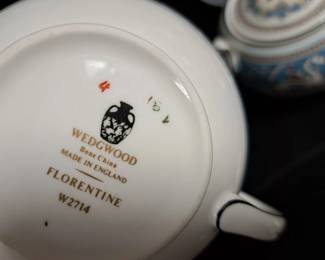 WEDGWOOD
Bone China
MADE IN ENGLAND
FLORENTINE
W2714